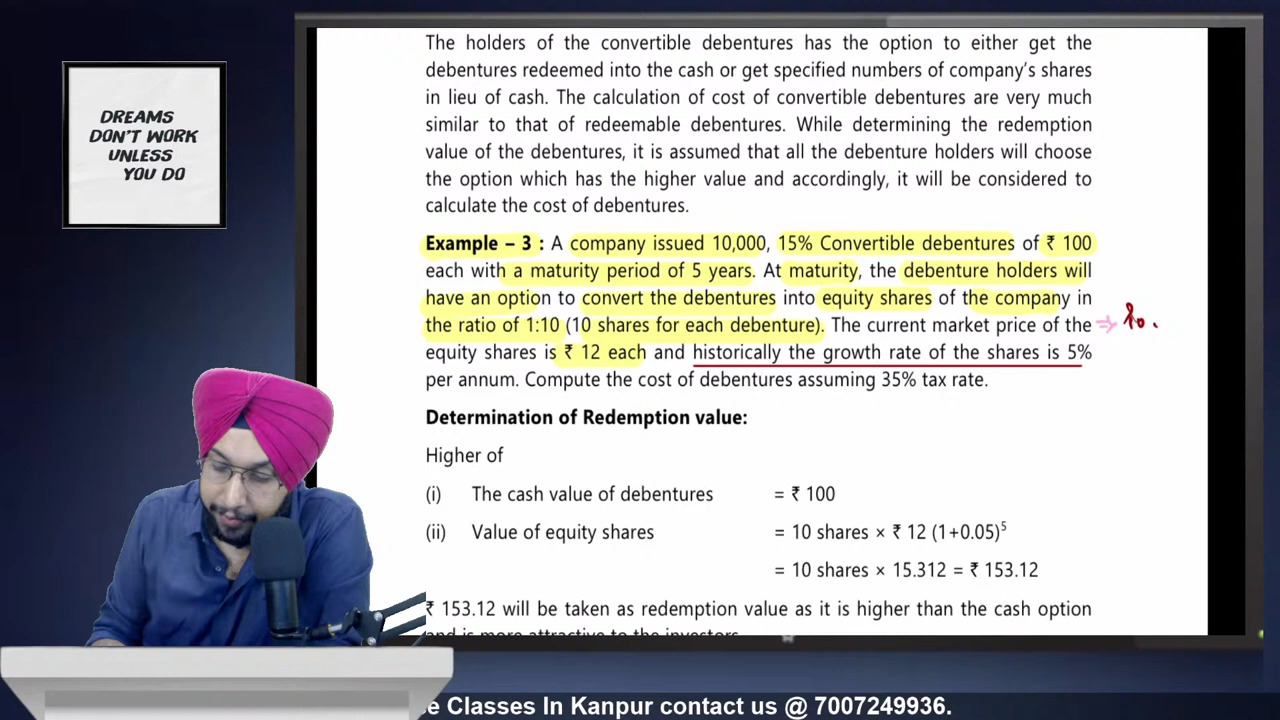 DREAMS
DON'T WORK
UNLESS
YOU DO
The holders of the convertible debentures has the option to either get the
debentures redeemed into the cash or get specified numbers of company's shares
in lieu of cash. The calculation of cost of convertible debentures are very much
similar to that of redeemable debentures. While determining the redemption
value of the debentures, it is assumed that all the debenture holders will choose
the option which has the higher value and accordingly, it will be considered to
calculate the cost of debentures.
Example – 3 : A company issued 10,000, 15% Convertible debentures of ₹ 100
each with a maturity period of 5 years. At maturity, the debenture holders will
have an option to convert the debentures into equity shares of the company in
the ratio of 1:10 (10 shares for each debenture). The current market price of the
equity shares is ₹ 12 each and historically the growth rate of the shares is 5%
per annum. Compute the cost of debentures assuming 35% tax rate.
Determination of Redemption value:
Higher of
(i) The cash value of debentures = ₹ 100
(ii) Value of equity shares = 10 shares × ₹ 12 (1+0.05)⁵
= 10 shares × 15.312 = ₹ 153.12
₹ 153.12 will be taken as redemption value as it is higher than the cash option
and is more attractive to the investors.
e Classes In Kanpur contact us @ 7007249936.